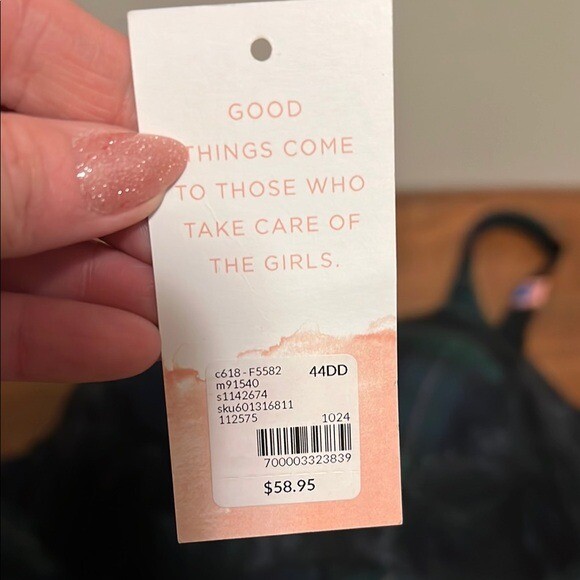 GOOD
THINGS COME
TO THOSE WHO
TAKE CARE OF
THE GIRLS.
c618-F5582 44DD
m91540
s1142674
sku601316811
112575 1024
700003323839
$58.95